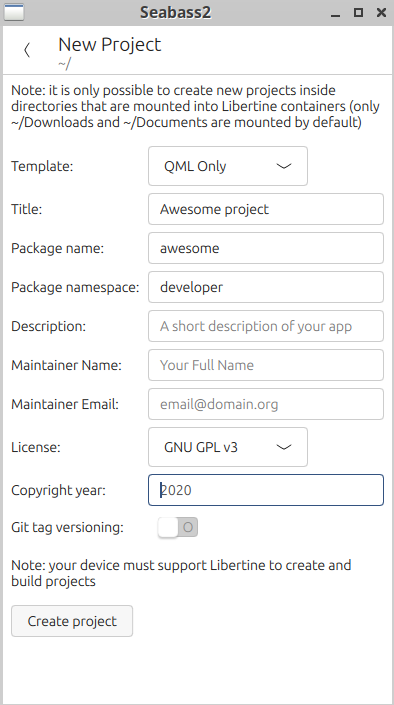 Seabass2
New Project
~/
Note: it is only possible to create new projects inside
directories that are mounted into Libertine containers (only
~/Downloads and ~/Documents are mounted by default)
Template: QML Only
Title: Awesome project
Package name: awesome
Package namespace: developer
Description: A short description of your app
Maintainer Name: Your Full Name
Maintainer Email: email@domain.org
License: GNU GPL v3
Copyright year: 2020
Git tag versioning: O
Note: your device must support Libertine to create and
build projects
Create project